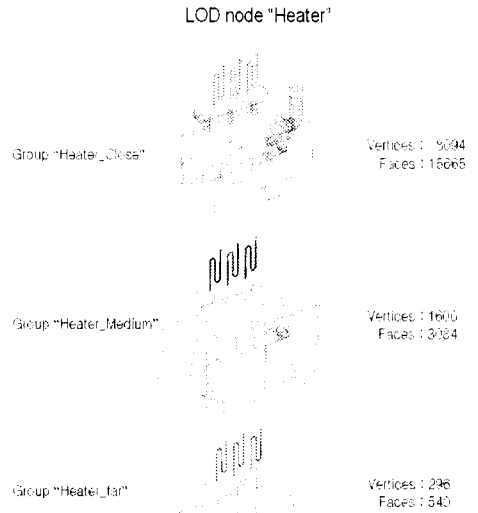 LOD node "Heater"
Group "Heater_Close"
Vertices : 8094
Faces : 15665
Group "Heater_Medium"
Vertices : 1600
Faces : 3084
Group "Heater_far"
Vertices : 296
Faces : 540